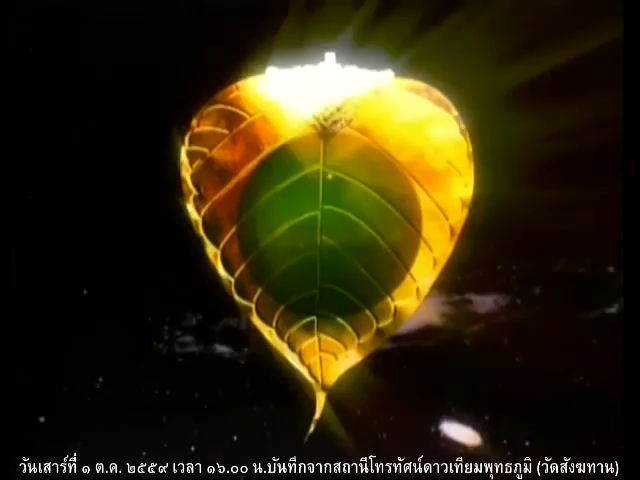 วันเสาร์ที่ ๑ ต.ค. ๒๕๕๙ เวลา ๑๖.๐๐ น.บันทึกจากสถานีโทรทัศน์ดาวเทียมพุทธภูมิ (วัดสังฆทาน)